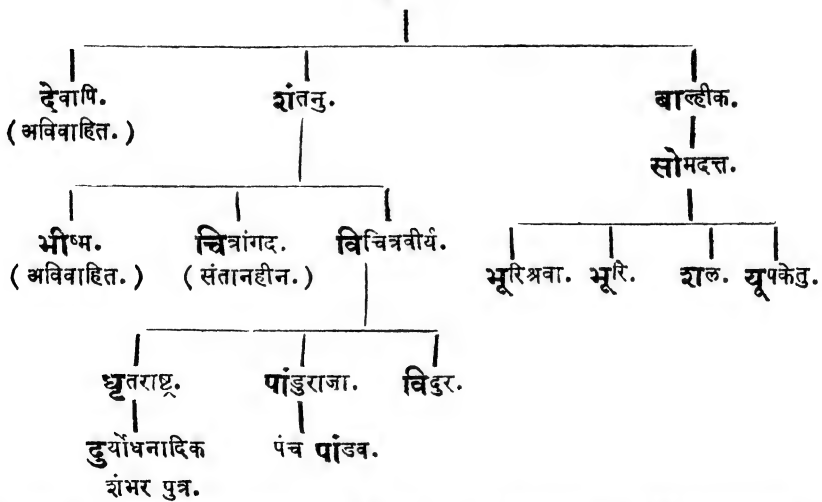 देवापि. शंतनु. बाल्हीक.
(अविवाहित.)
सोमदत्त.
भीष्म. चित्रांगद. विचित्रवीर्य.
(अविवाहित.) (संतानहीन.)
भूरिश्रवा. भूरि. शल. यूपकेतु.
धृतराष्ट्र. पांडुराजा. विदुर.
दुर्योधनादिक पंच पांडव.
शंभर पुत्र.